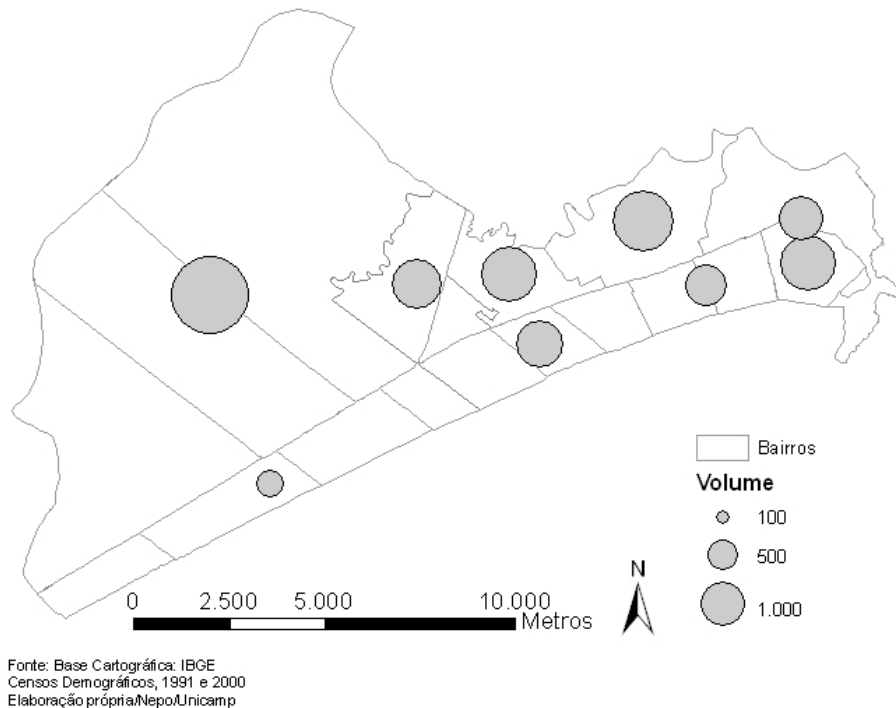 Bairros
Volume
100
500
1.000
N
0 2.500 5.000 10.000
Metros
Fonte: Base Cartográfica: IBGE
Censos Demográficos, 1991 e 2000
Elaboração própria/Nepo/Unicamp